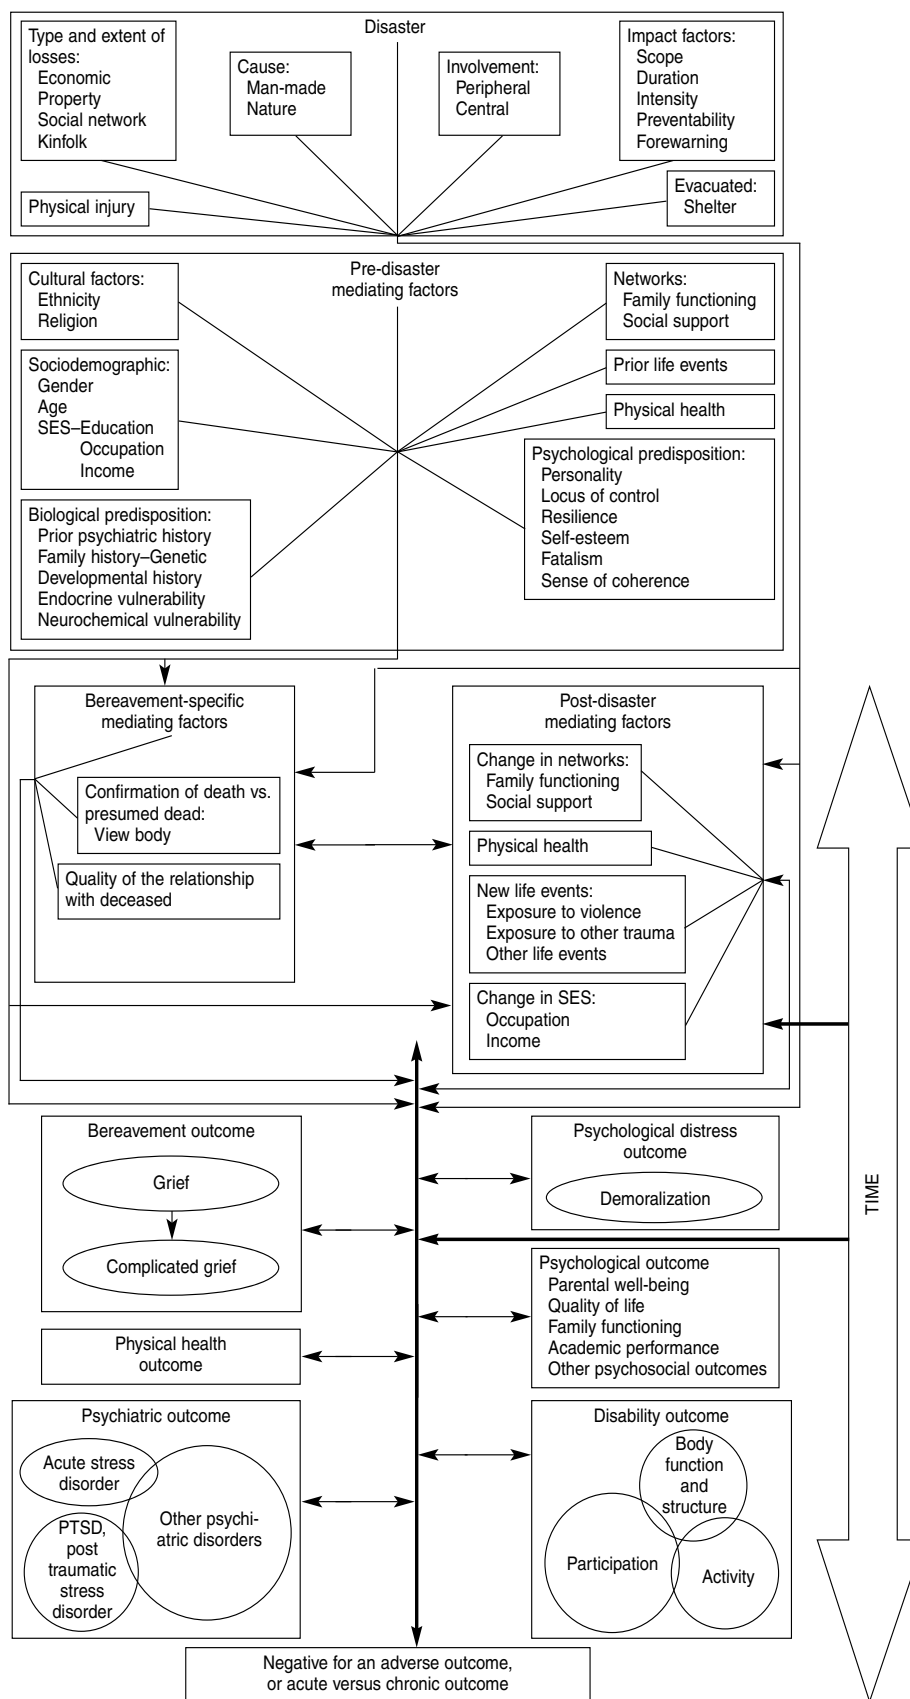 Disaster
Type and extent of
losses:
Economic
Property
Social network
Kinfolk
Cause:
Man-made
Nature
Involvement:
Peripheral
Central
Impact factors:
Scope
Duration
Intensity
Preventability
Forewarning
Physical injury
Evacuated:
Shelter
Pre-disaster
mediating factors
Cultural factors:
Ethnicity
Religion
Networks:
Family functioning
Social support
Sociodemographic:
Gender
Age
SES–Education
Occupation
Income
Prior life events
Physical health
Psychological predisposition:
Personality
Locus of control
Resilience
Self-esteem
Fatalism
Sense of coherence
Biological predisposition:
Prior psychiatric history
Family history–Genetic
Developmental history
Endocrine vulnerability
Neurochemical vulnerability
Bereavement-specific
mediating factors
Confirmation of death vs.
presumed dead:
View body
Quality of the relationship
with deceased
Post-disaster
mediating factors
Change in networks:
Family functioning
Social support
Physical health
New life events:
Exposure to violence
Exposure to other trauma
Other life events
Change in SES:
Occupation
Income
TIME
Bereavement outcome
Grief
Complicated grief
Psychological distress
outcome
Demoralization
Physical health
outcome
Psychological outcome
Parental well-being
Quality of life
Family functioning
Academic performance
Other psychosocial outcomes
Psychiatric outcome
Acute stress
disorder
Other psychi-
atric disorders
PTSD,
post
traumatic
stress
disorder
Disability outcome
Body
function
and
structure
Participation
Activity
Negative for an adverse outcome,
or acute versus chronic outcome